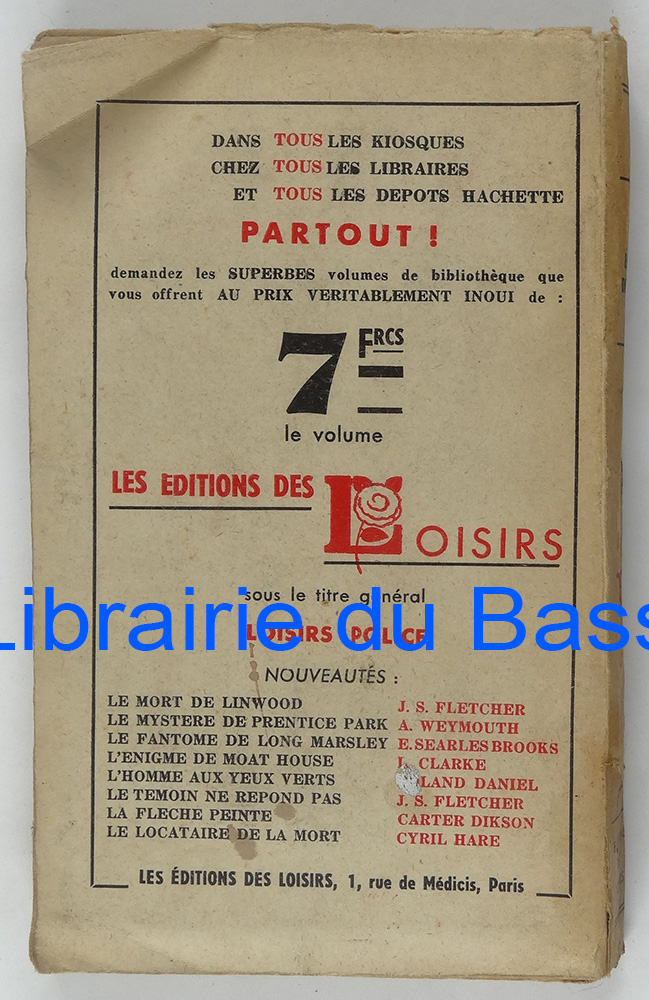 DANS TOUS LES KIOSQUES
CHEZ TOUS LES LIBRAIRES
ET TOUS LES DEPOTS HACHETTE
PARTOUT !
demandez les SUPERBES volumes de bibliothèque que
vous offrent AU PRIX VERITABLEMENT INOUI de :
7 FRCS
le volume
LES EDITIONS DES LOISIRS
sous le titre général
Librairie du Bass
LOISIRS POLICE
NOUVEAUTÉS :
LE MORT DE LINWOOD J. S. FLETCHER
LE MYSTERE DE PRENTICE PARK A. WEYMOUTH
LE FANTOME DE LONG MARSLEY E. SEARLES BROOKS
L'ENIGME DE MOAT HOUSE L. CLARKE
L'HOMME AUX YEUX VERTS LAND DANIEL
LE TEMOIN NE REPOND PAS J. S. FLETCHER
LA FLECHE PEINTE CARTER DIKSON
LE LOCATAIRE DE LA MORT CYRIL HARE
LES ÉDITIONS DES LOISIRS, 1, rue de Médicis, Paris